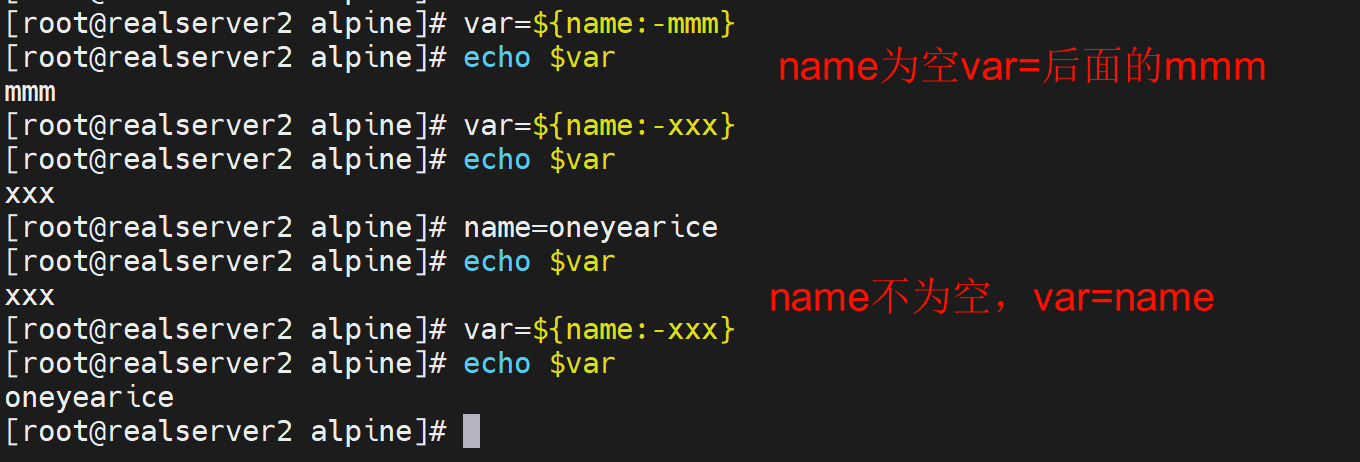 [root@realserver2 alpine]# var=${name:-mmm}
[root@realserver2 alpine]# echo $var
name为空var=后面的mmm
mmm
[root@realserver2 alpine]# var=${name:-xxx}
[root@realserver2 alpine]# echo $var
xxx
[root@realserver2 alpine]# name=oneyearice
[root@realserver2 alpine]# echo $var
xxx
name不为空，var=name
[root@realserver2 alpine]# var=${name:-xxx}
[root@realserver2 alpine]# echo $var
oneyearice
[root@realserver2 alpine]#